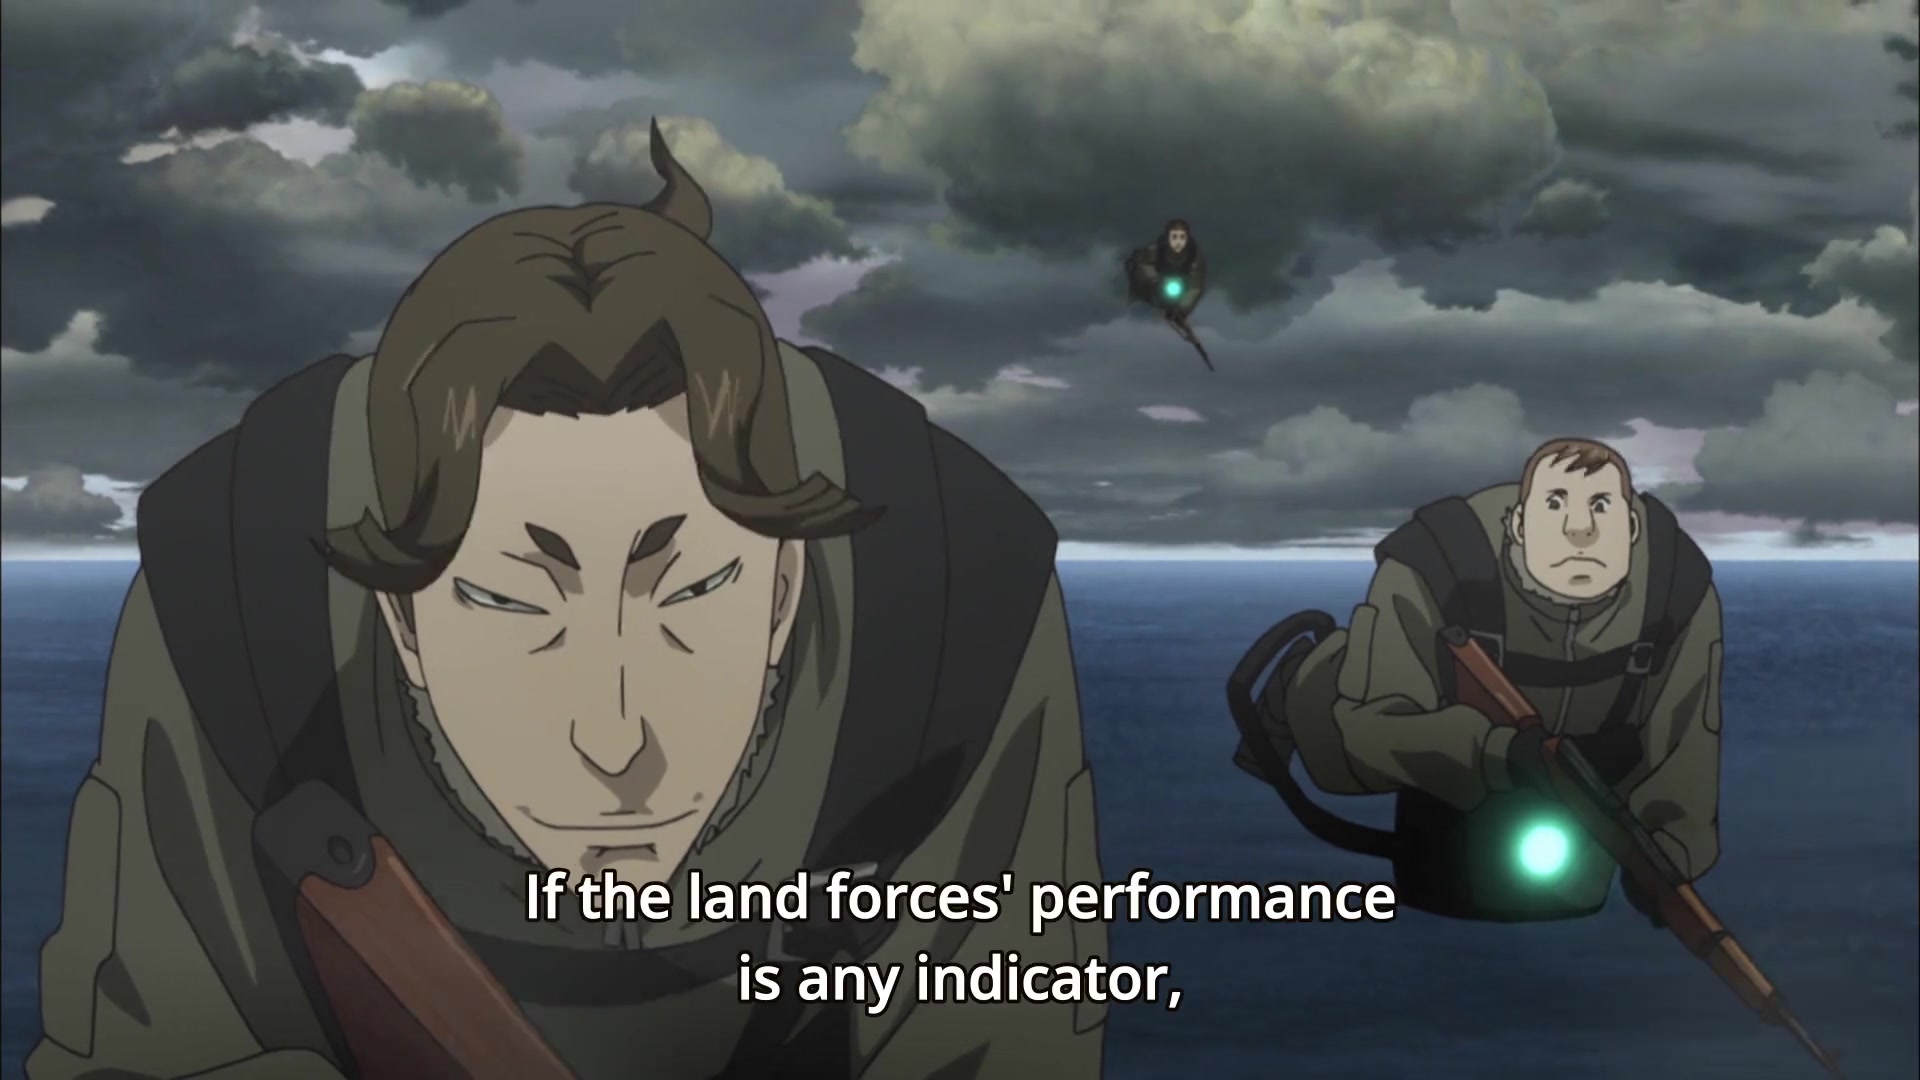 If the land forces' performance
is any indicator,